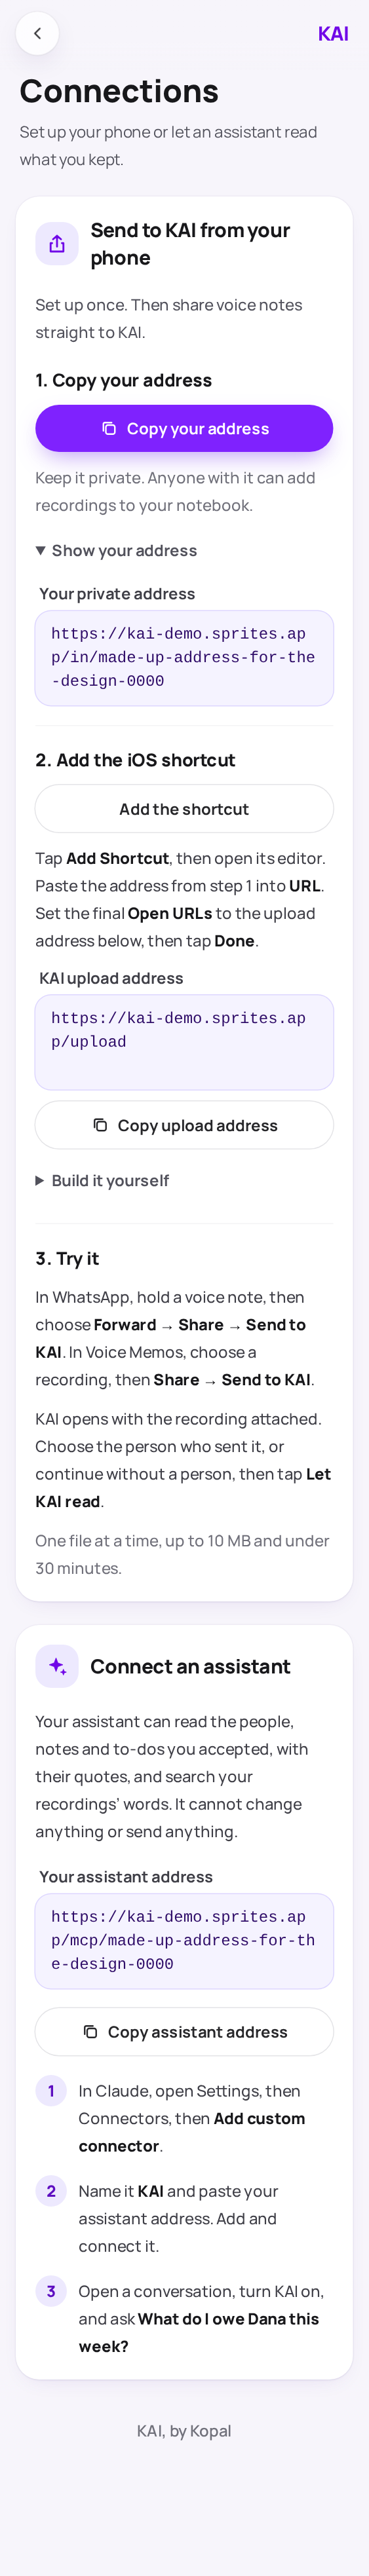 KAI
Connections
Set up your phone or let an assistant read
what you kept.
Send to KAI from your
phone
Set up once. Then share voice notes
straight to KAI.
1. Copy your address
Copy your address
Keep it private. Anyone with it can add
recordings to your notebook.
▼ Show your address
Your private address
https://kai-demo.sprites.ap
p/in/made-up-address-for-the
-design-0000
2. Add the iOS shortcut
Add the shortcut
Tap Add Shortcut, then open its editor.
Paste the address from step 1 into URL.
Set the final Open URLs to the upload
address below, then tap Done.
KAI upload address
https://kai-demo.sprites.ap
p/upload
Copy upload address
▶ Build it yourself
3. Try it
In WhatsApp, hold a voice note, then
choose Forward → Share → Send to
KAI. In Voice Memos, choose a
recording, then Share → Send to KAI.
KAI opens with the recording attached.
Choose the person who sent it, or
continue without a person, then tap Let
KAI read.
One file at a time, up to 10 MB and under
30 minutes.
Connect an assistant
Your assistant can read the people,
notes and to-dos you accepted, with
their quotes, and search your
recordings’ words. It cannot change
anything or send anything.
Your assistant address
https://kai-demo.sprites.ap
p/mcp/made-up-address-for-th
e-design-0000
Copy assistant address
1 In Claude, open Settings, then
Connectors, then Add custom
connector.
2 Name it KAI and paste your
assistant address. Add and
connect it.
3 Open a conversation, turn KAI on,
and ask What do I owe Dana this
week?
KAI, by Kopal